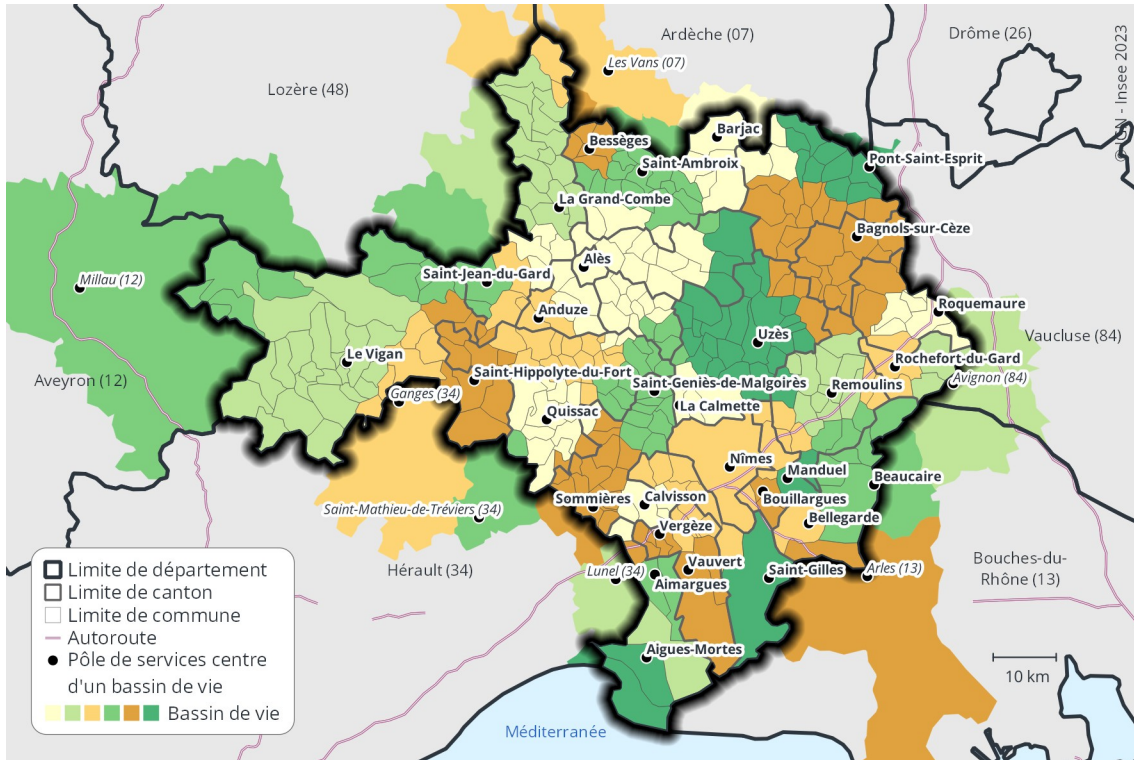 Ardèche (07)
Drôme (26)
© IGN - Insee 2023
Les Vans (07)
Lozère (48)
Barjac
Bessèges
Saint-Ambroix
Pont-Saint-Esprit
La Grand-Combe
Bagnols-sur-Cèze
Alès
Saint-Jean-du-Gard
Millau (12)
Anduze
Roquemaure
Uzès
Vaucluse (84)
Le Vigan
Rochefort-du-Gard
Aveyron (12)
Saint-Hippolyte-du-Fort
Saint-Geniès-de-Malgoirès
Remoulins
Avignon (84)
Ganges (34)
La Calmette
Quissac
Nîmes
Manduel
Beaucaire
Sommières
Calvisson
Bouillargues
Saint-Mathieu-de-Tréviers (34)
Bellegarde
Vergèze
Vauvert
Hérault (34)
Lunel (34)
Aimargues
Saint-Gilles
Arles (13)
Bouches-du-
Rhône (13)
Aigues-Mortes
10 km
Méditerranée
Limite de département
Limite de canton
Limite de commune
Autoroute
Pôle de services centre
d'un bassin de vie
Bassin de vie